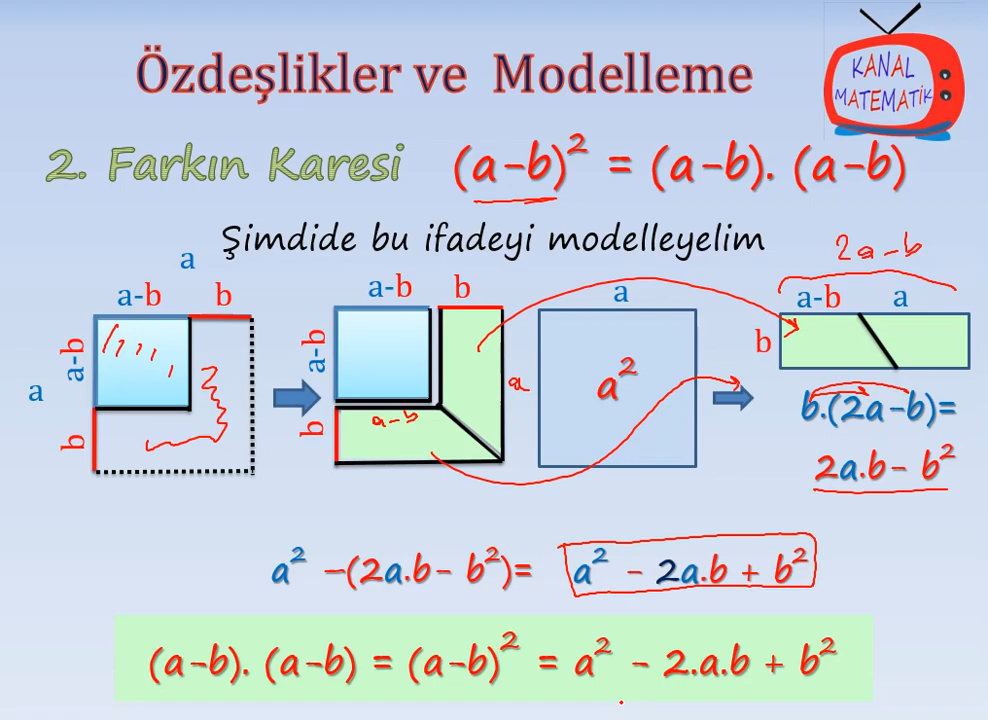 Özdeşlikler ve Modelleme
KANAL
MATEMATİK
2. Farkın Karesi (a-b)² = (a-b). (a-b)
Şimdide bu ifadeyi modelleyelim
2a-b
a
a-b b
a-b
a
b
a-b b
a-b
b
a-b
a
a
a²
a-b a
b
b.(2a-b)=
2a.b- b²
a² -(2a.b- b²)= a² - 2a.b + b²
(a-b). (a-b) = (a-b)² = a² - 2.a.b + b²